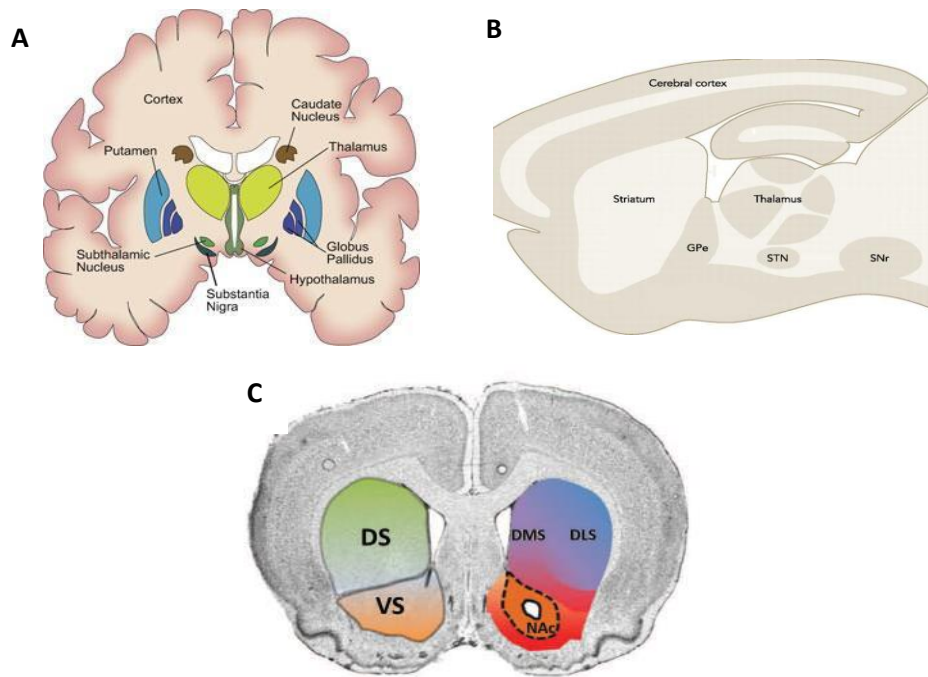 A
Cortex
Caudate
Nucleus
Putamen
Thalamus
Subthalamic
Nucleus
Globus
Pallidus
Hypothalamus
Substantia
Nigra
B
Cerebral cortex
Striatum
Thalamus
GPe
STN
SNr
C
DS
DMS
DLS
VS
NAc